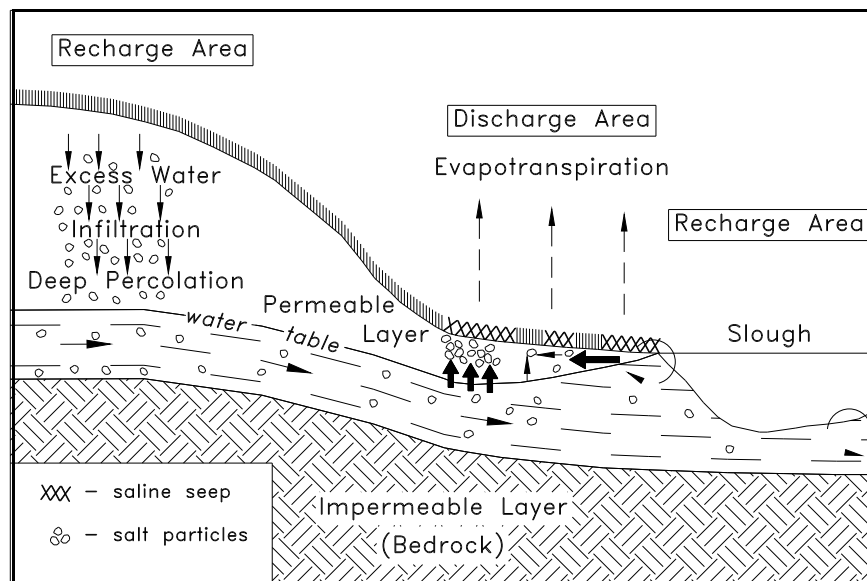 Recharge Area
Discharge Area
Evapotranspiration
Recharge Area
Excess Water
Infiltration
Deep Percolation
Permeable
Layer
water table
Slough
XXX - saline seep
- salt particles
Impermeable Layer
(Bedrock)